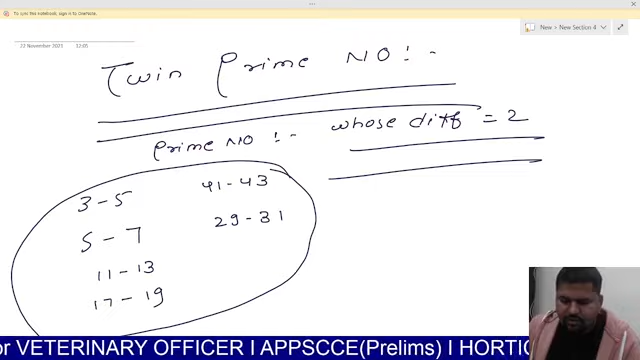 To sync this notebook, sign in to OneNote.
New > New Section 4
22 November 2021 12:05
Twin Prime NO! -
Prime NO :- whose diff = 2
3 - 5
41 - 43
5 - 7
29 - 31
11 - 13
17 - 19
or VETERINARY OFFICER I APPSCCE(Prelims) I HORTIC